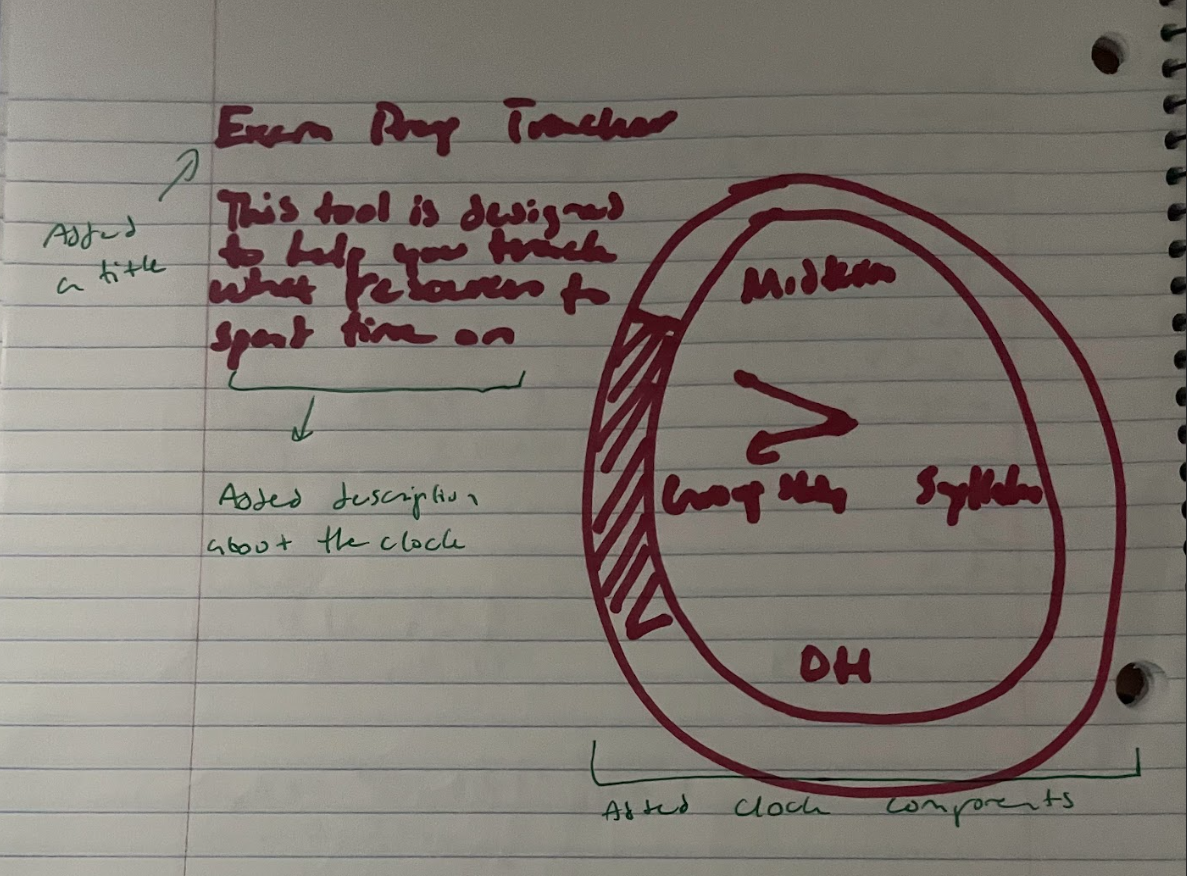 Exam Prep Tracker
This tool is designed
to help you track
what resources to
spent time on
Added
a title
Added description
about the clock
Midterm
Group Study
Syllabus
OH
Added clock components